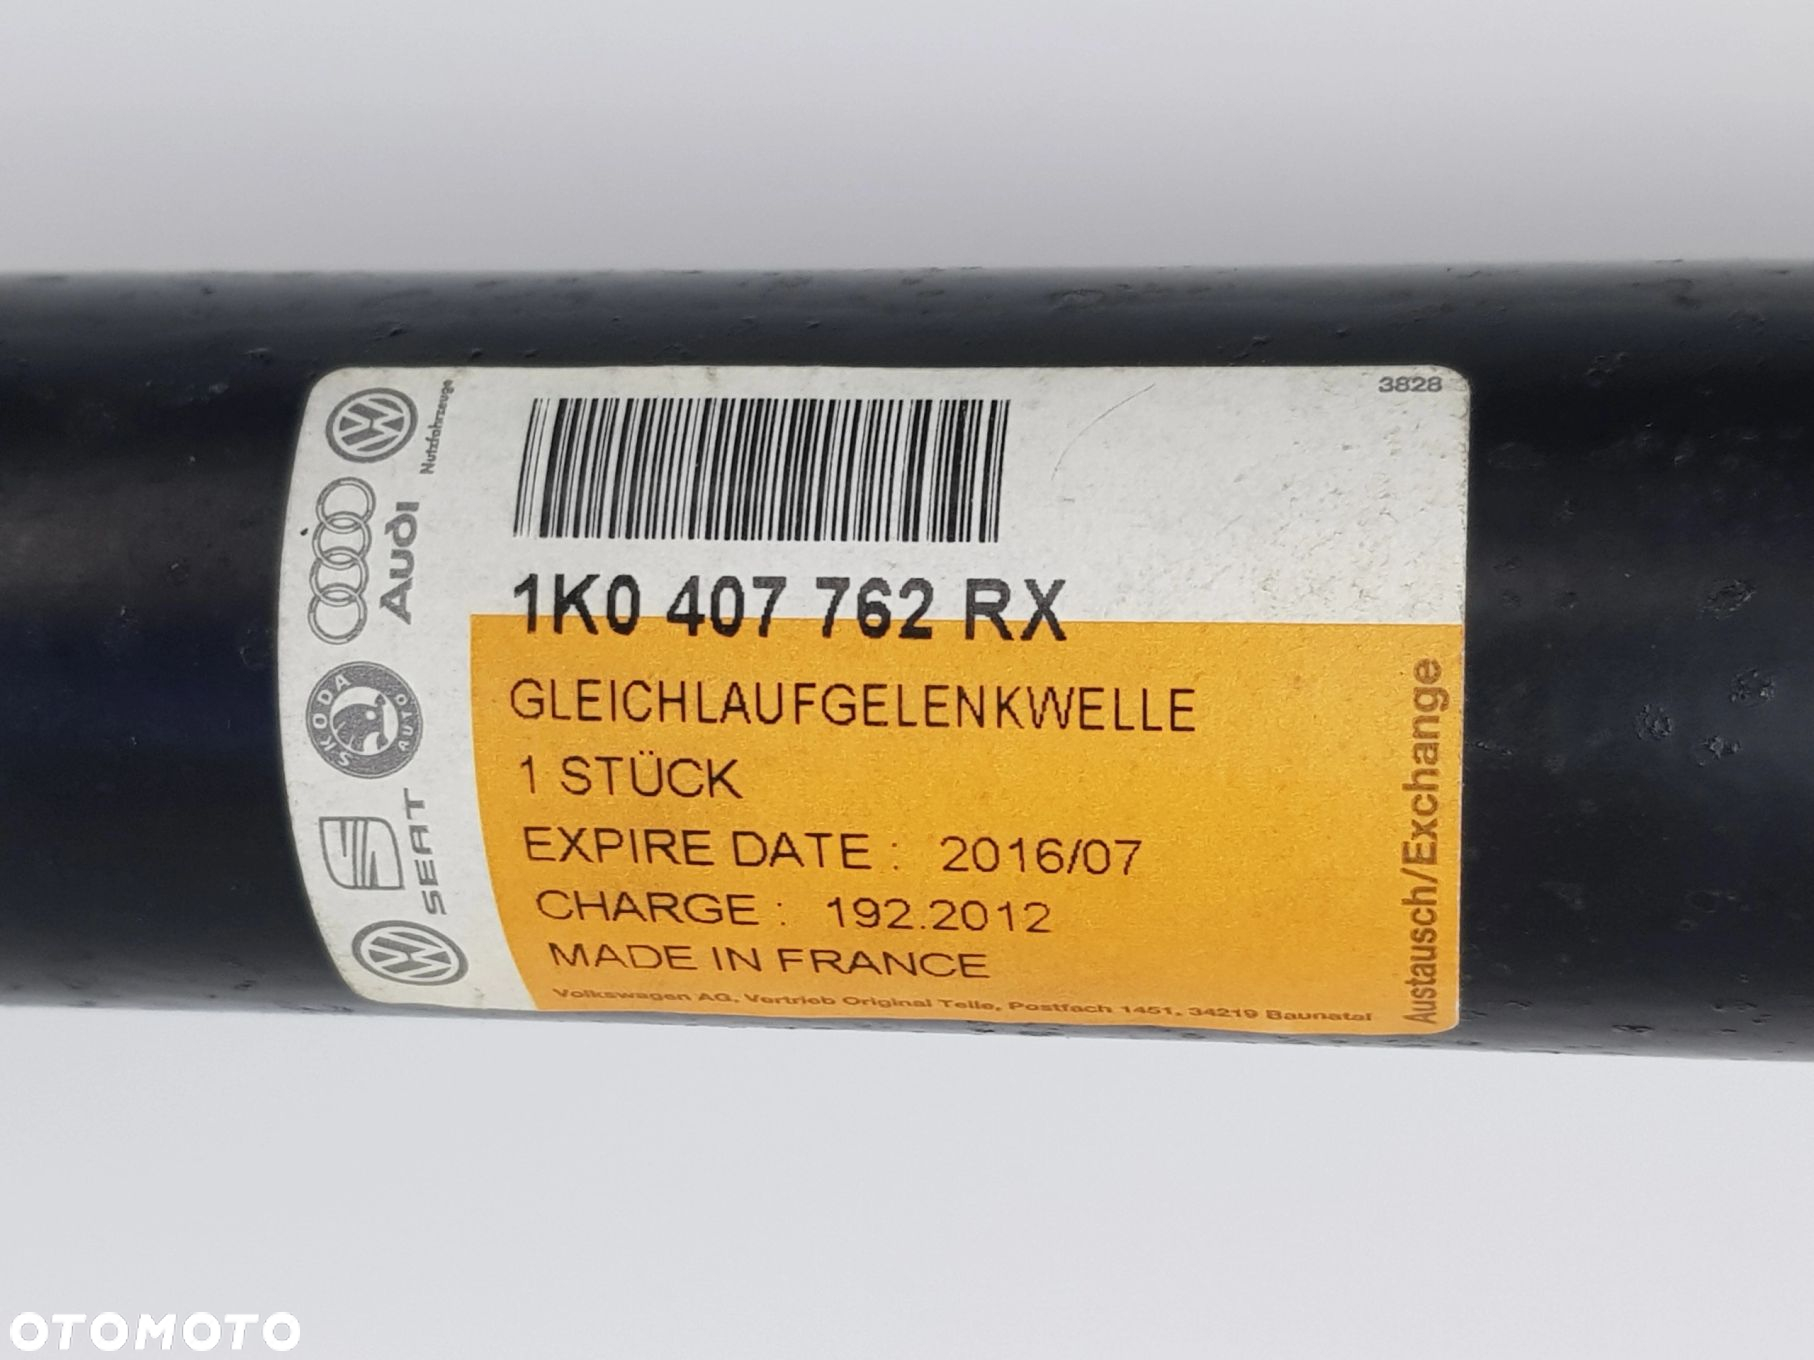 3828
Nutzfahrzeuge
Audi
SKODA AUTO
SEAT
1K0 407 762 RX
GLEICHLAUFGELENKWELLE
1 STÜCK
EXPIRE DATE : 2016/07
CHARGE : 192.2012
MADE IN FRANCE
Volkswagen AG, Vertrieb Original Teile, Postfach 1451, 34219 Baunatal
Austausch/Exchange
OTOMOTO